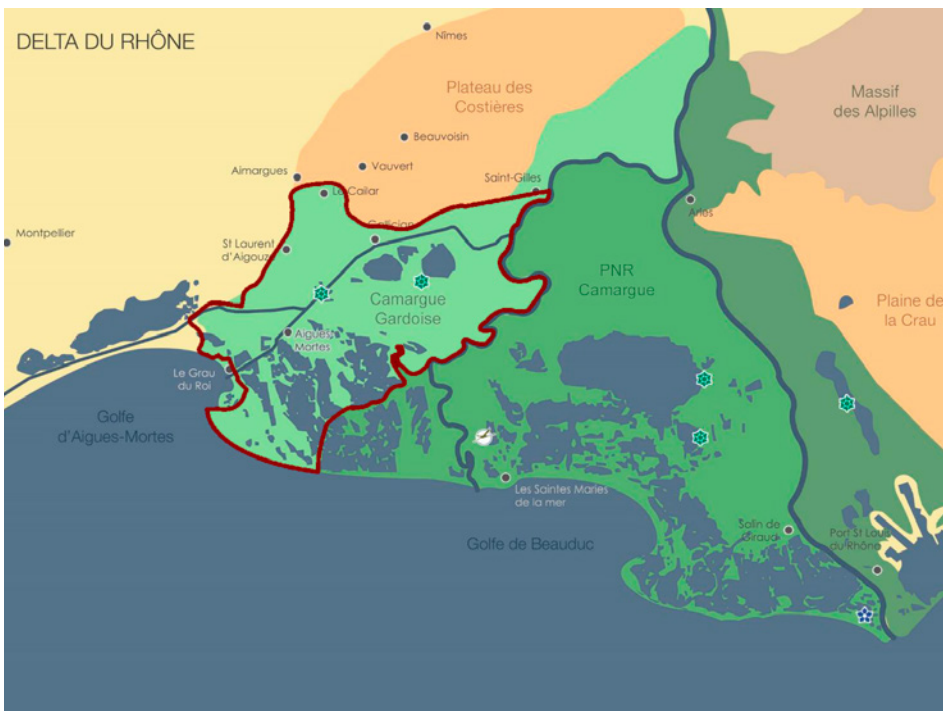 DELTA DU RHÔNE
Nîmes
Plateau des
Costières
Massif
des Alpilles
Beauvoisin
Vauvert
Aimargues
Le Cailar
Saint-Gilles
Arles
Montpellier
Gallician
St Laurent
d'Aigouze
PNR
Camargue
Camargue
Gardoise
Plaine de
la Crau
Aigues
Mortes
Le Grau
du Roi
Golfe
d'Aigues-Mortes
Les Saintes Maries
de la mer
Golfe de Beauduc
Salin de
Giraud
Port St Louis
du Rhône